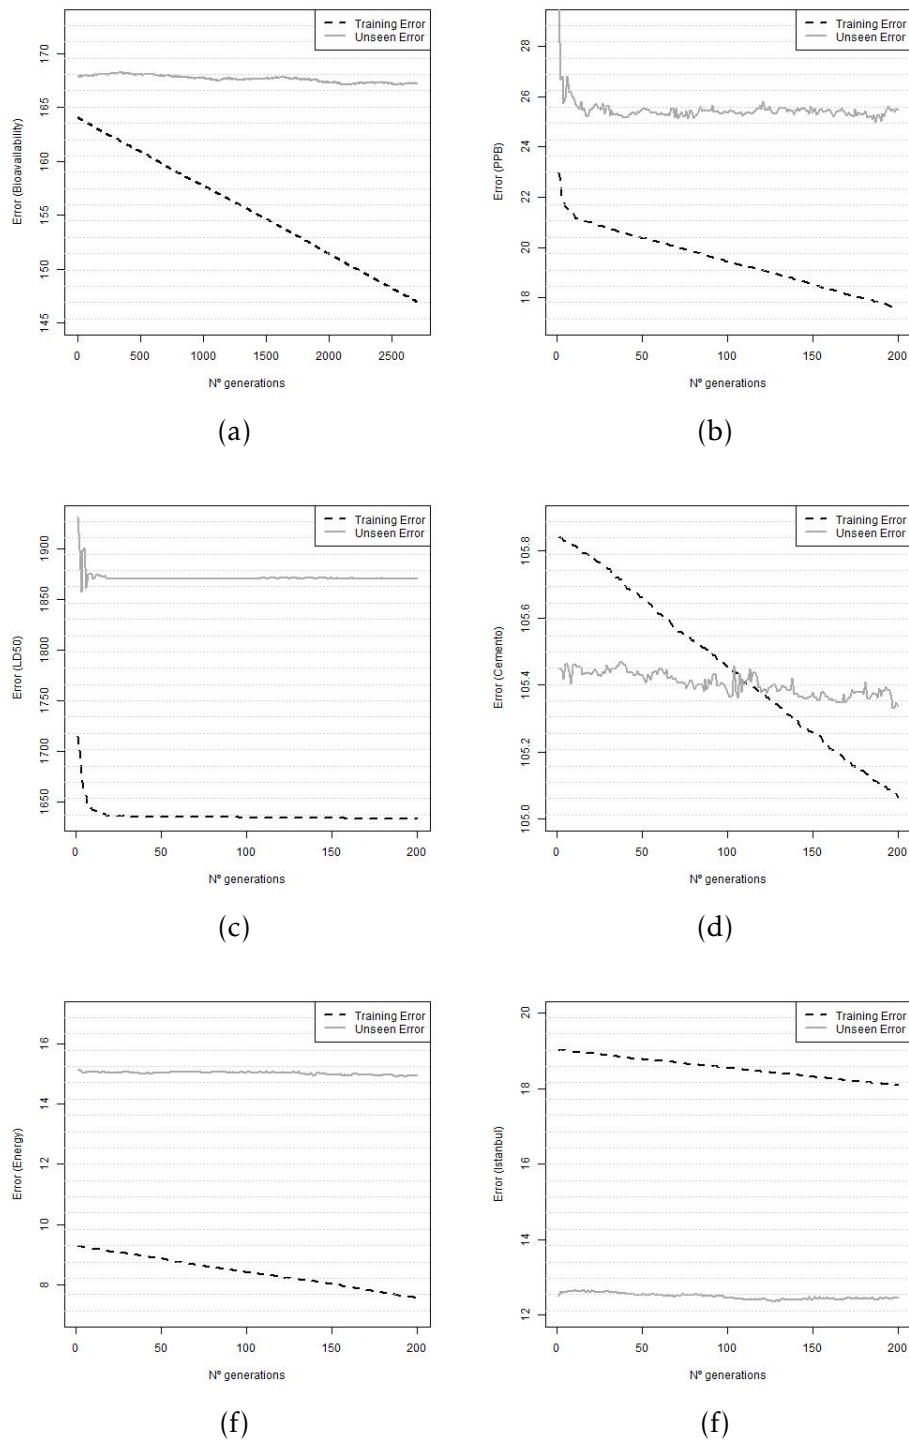 Training Error
Unseen Error
Error (Bioavailability)
145 150 155 160 165 170
0 500 1000 1500 2000 2500
Nº generations
(a)
Training Error
Unseen Error
Error (PPB)
18 20 22 24 26 28
0 50 100 150 200
Nº generations
(b)
Training Error
Unseen Error
Error (LD50)
1650 1700 1750 1800 1850 1900
0 50 100 150 200
Nº generations
(c)
Training Error
Unseen Error
Error (Cemento)
105.0 105.2 105.4 105.6 105.8
0 50 100 150 200
Nº generations
(d)
Training Error
Unseen Error
Error (Energy)
8 10 12 14 16
0 50 100 150 200
Nº generations
(f)
Training Error
Unseen Error
Error (Istanbul)
12 14 16 18 20
0 50 100 150 200
Nº generations
(f)